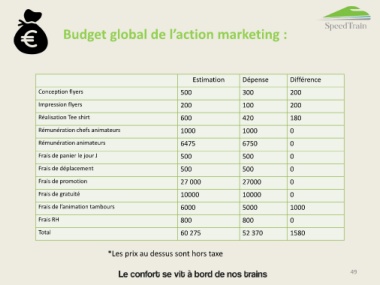 SpeedTrain
Budget global de l'action marketing :
Estimation Dépense Différence
Conception flyers 500 300 200
Impression flyers 200 100 200
Réalisation Tee shirt 600 420 180
Rémunération chefs animateurs 1000 1000 0
Rémunération animateurs 6475 6750 0
Frais de panier le jour J 500 500 0
Frais de déplacement 500 500 0
Frais de promotion 27 000 27000 0
Frais de gratuité 10000 10000 0
Frais de l'animation tambours 6000 5000 1000
Frais RH 800 800 0
Total 60 275 52 370 1580
*Les prix au dessus sont hors taxe
Le confort se vit à bord de nos trains
49